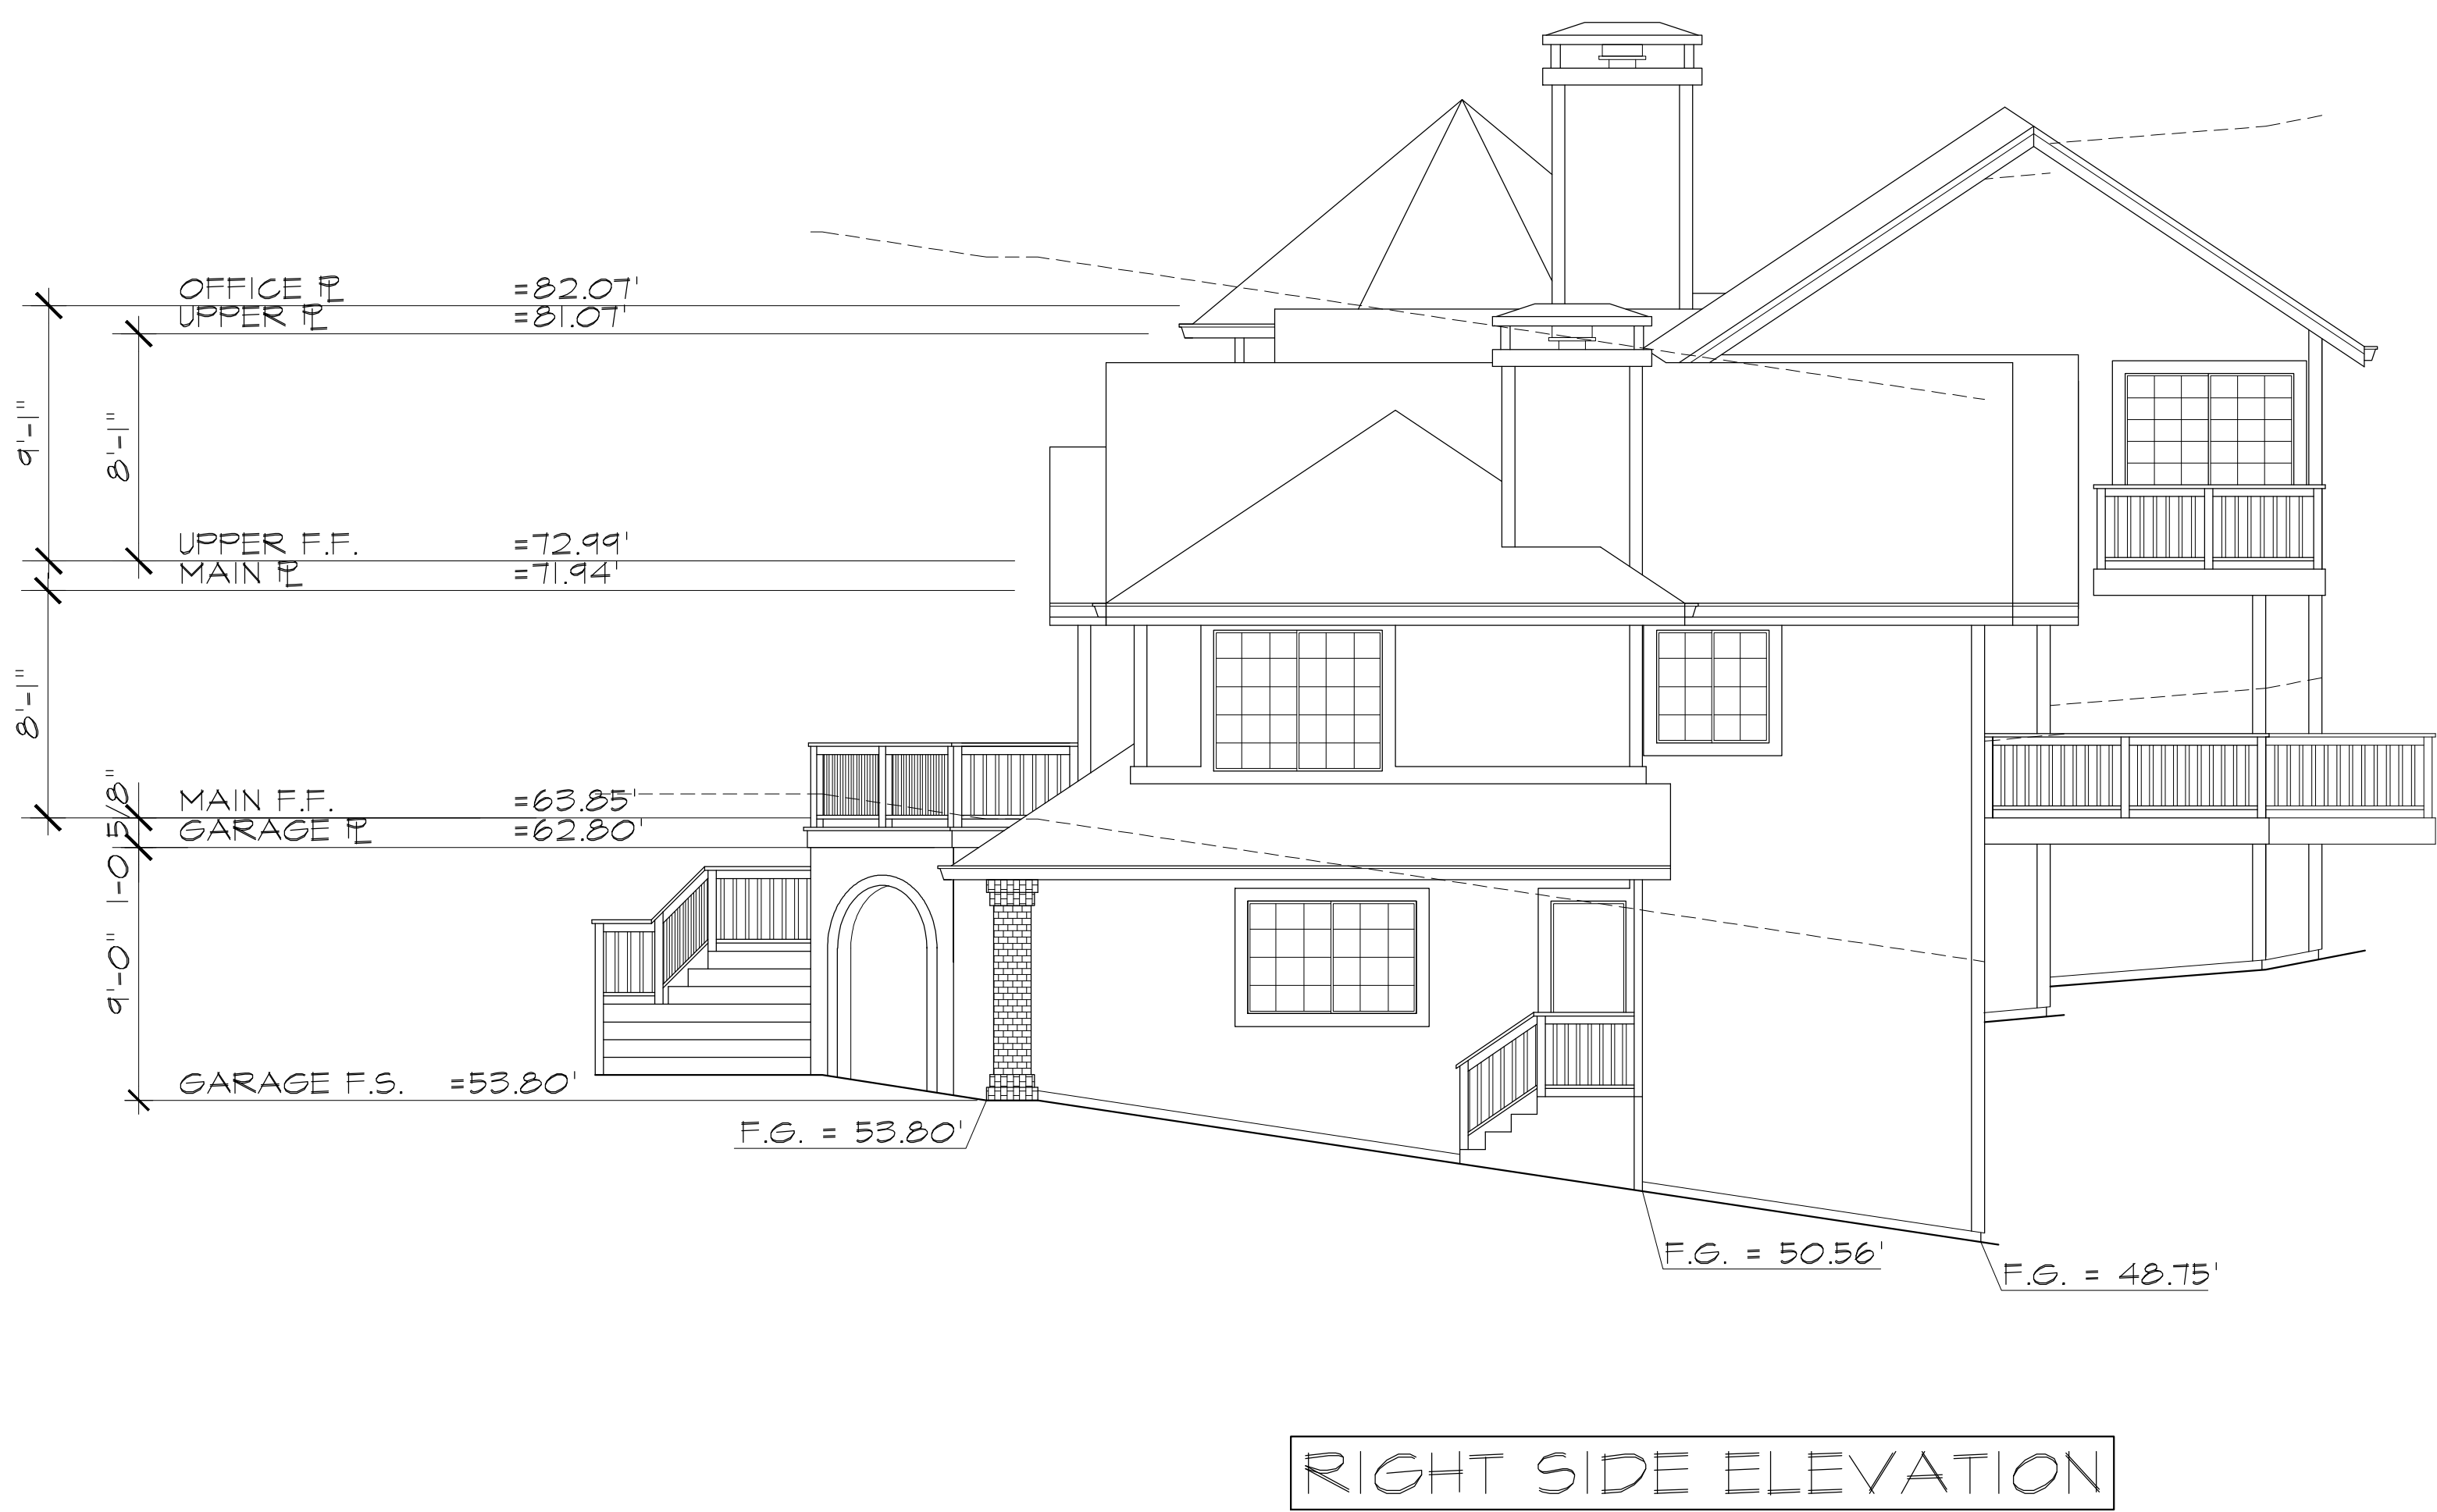 OFFICE PL =82.07'
UPPER PL =81.07'
9'-1"
8'-1"
UPPER F.F. =72.99'
MAIN PL =71.94'
8'-1"
MAIN F.F. =63.85'
1'-0 5/8"
GARAGE PL =62.80'
9'-0"
GARAGE F.S. =53.80'
F.G. = 53.80'
F.G. = 50.56'
F.G. = 48.75'
RIGHT SIDE ELEVATION